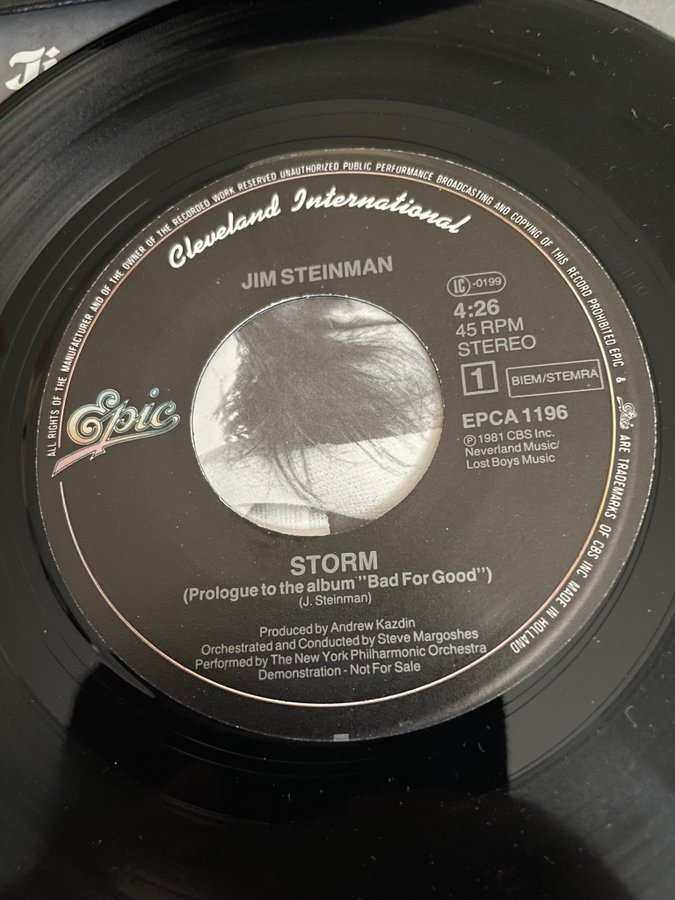 Ji
ALL RIGHTS OF THE MANUFACTURER AND OF THE OWNER OF THE RECORDED WORK RESERVED UNAUTHORIZED PUBLIC PERFORMANCE BROADCASTING AND COPYING OF THIS RECORD PROHIBITED EPIC & Epic ARE TRADEMARKS OF CBS INC MADE IN HOLLAND
Cleveland International
JIM STEINMAN
LC-0199
4:26
45 RPM
STEREO
1 BIEM/STEMRA
Epic
EPCA 1196
℗ 1981 CBS Inc.
Neverland Music/
Lost Boys Music
STORM
(Prologue to the album "Bad For Good")
(J. Steinman)
Produced by Andrew Kazdin
Orchestrated and Conducted by Steve Margoshes
Performed by The New York Philharmonic Orchestra
Demonstration - Not For Sale